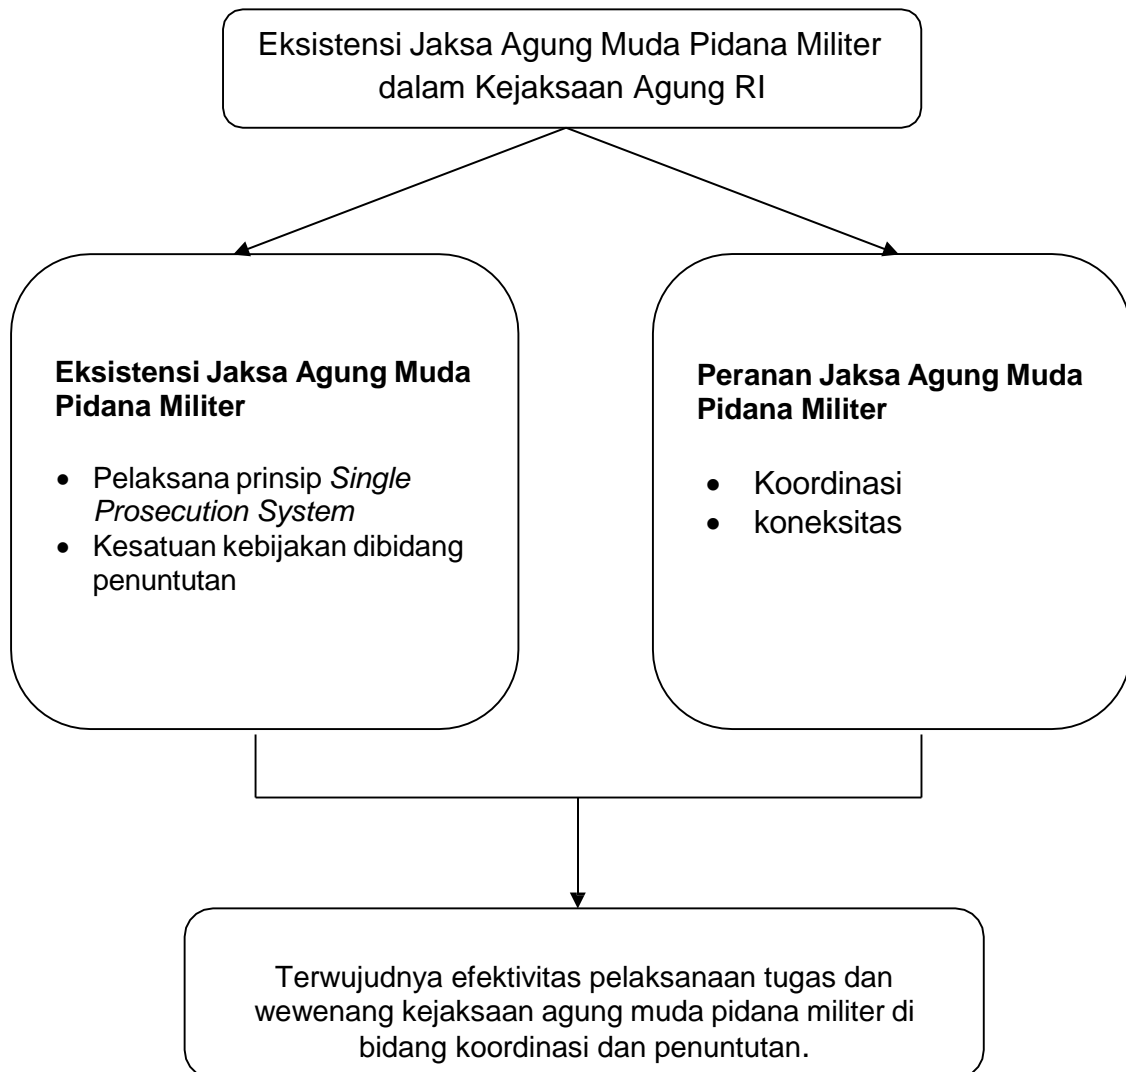 Eksistensi Jaksa Agung Muda Pidana Militer
dalam Kejaksaan Agung RI
Eksistensi Jaksa Agung Muda
Pidana Militer
• Pelaksana prinsip Single
Prosecution System
• Kesatuan kebijakan dibidang
penuntutan
Peranan Jaksa Agung Muda
Pidana Militer
• Koordinasi
• koneksitas
Terwujudnya efektivitas pelaksanaan tugas dan
wewenang kejaksaan agung muda pidana militer di
bidang koordinasi dan penuntutan.